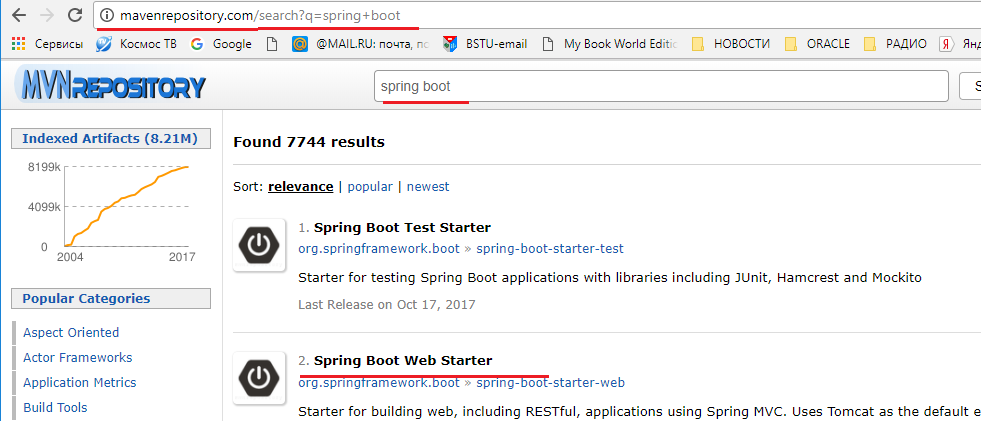 mavenrepository.com/search?q=spring+boot
Сервисы Космос ТВ Google @MAIL.RU: почта, BSTU-email My Book World НОВОСТИ ORACLE РАДИО
MVNREPOSITORY
spring boot
Indexed Artifacts (8.21M)
8199k
4099k
0
2004 2017
Popular Categories
Aspect Oriented
Actor Frameworks
Application Metrics
Build Tools
Found 7744 results
Sort: relevance | popular | newest
1. Spring Boot Test Starter
org.springframework.boot » spring-boot-starter-test
Starter for testing Spring Boot applications with libraries including JUnit, Hamcrest and Mockito
Last Release on Oct 17, 2017
2. Spring Boot Web Starter
org.springframework.boot » spring-boot-starter-web
Starter for building web, including RESTful, applications using Spring MVC. Uses Tomcat as the default